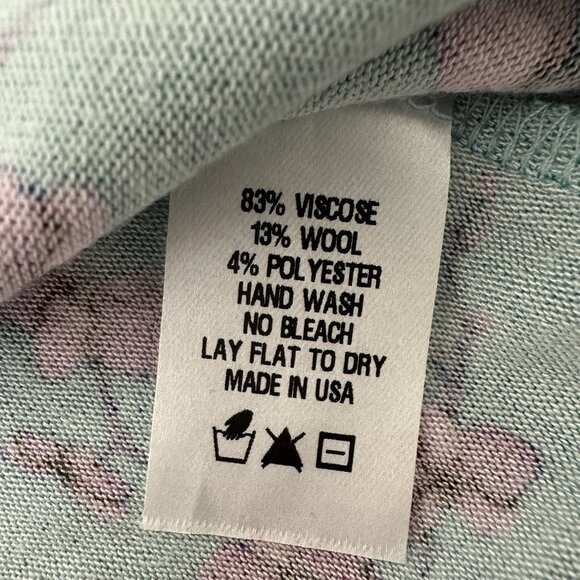 83% VISCOSE
13% WOOL
4% POLYESTER
HAND WASH
NO BLEACH
LAY FLAT TO DRY
MADE IN USA